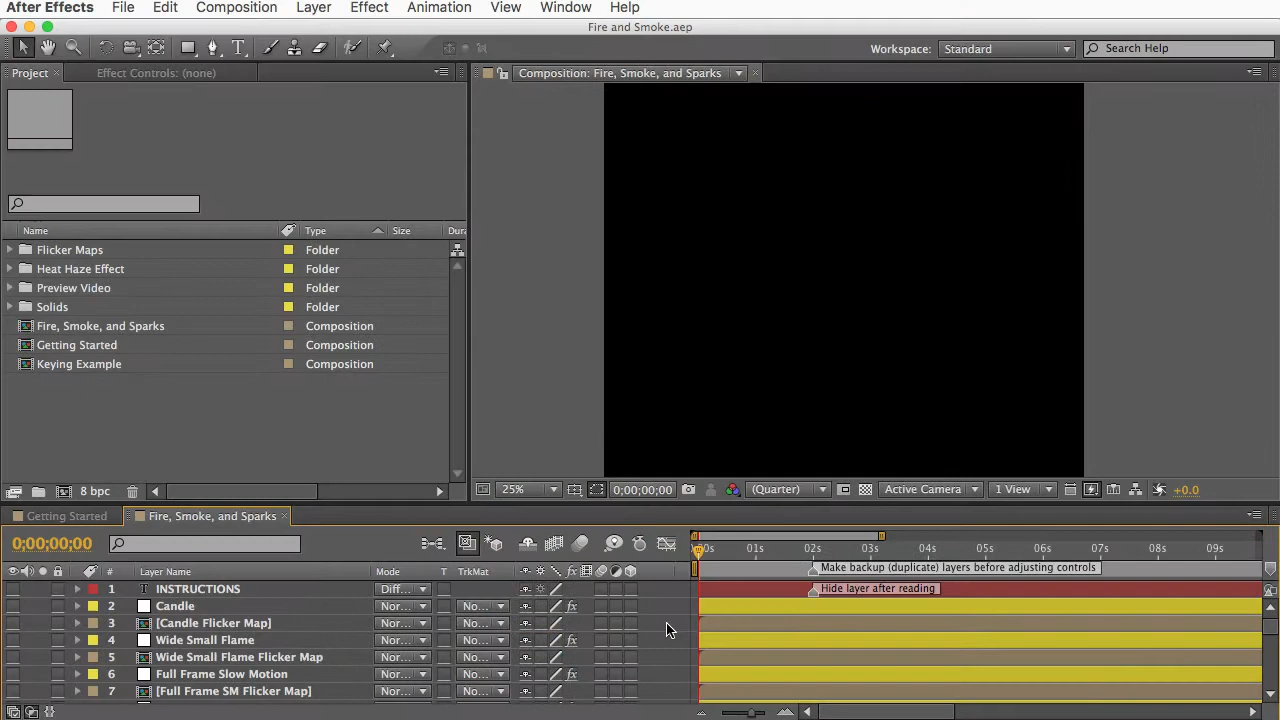 After Effects File Edit Composition Layer Effect Animation View Window Help
Fire and Smoke.aep
Workspace: Standard Search Help
Project Effect Controls: (none) Composition: Fire, Smoke, and Sparks
Name Type Size Dura
Flicker Maps Folder
Heat Haze Effect Folder
Preview Video Folder
Solids Folder
Fire, Smoke, and Sparks Composition
Getting Started Composition
Keying Example Composition
8 bpc 25% 0;00;00;00 (Quarter) Active Camera 1 View +0.0
Getting Started Fire, Smoke, and Sparks
0;00;00;00 00s 01s 02s 03s 04s 05s 06s 07s 08s 09s
# Layer Name Mode T TrkMat fx Make backup (duplicate) layers before adjusting controls
1 INSTRUCTIONS Diff... Hide layer after reading
2 Candle Nor... No... fx
3 [Candle Flicker Map] Nor... No...
4 Wide Small Flame Nor... No... fx
5 Wide Small Flame Flicker Map Nor... No...
6 Full Frame Slow Motion Nor... No... fx
7 [Full Frame SM Flicker Map] Nor... No...